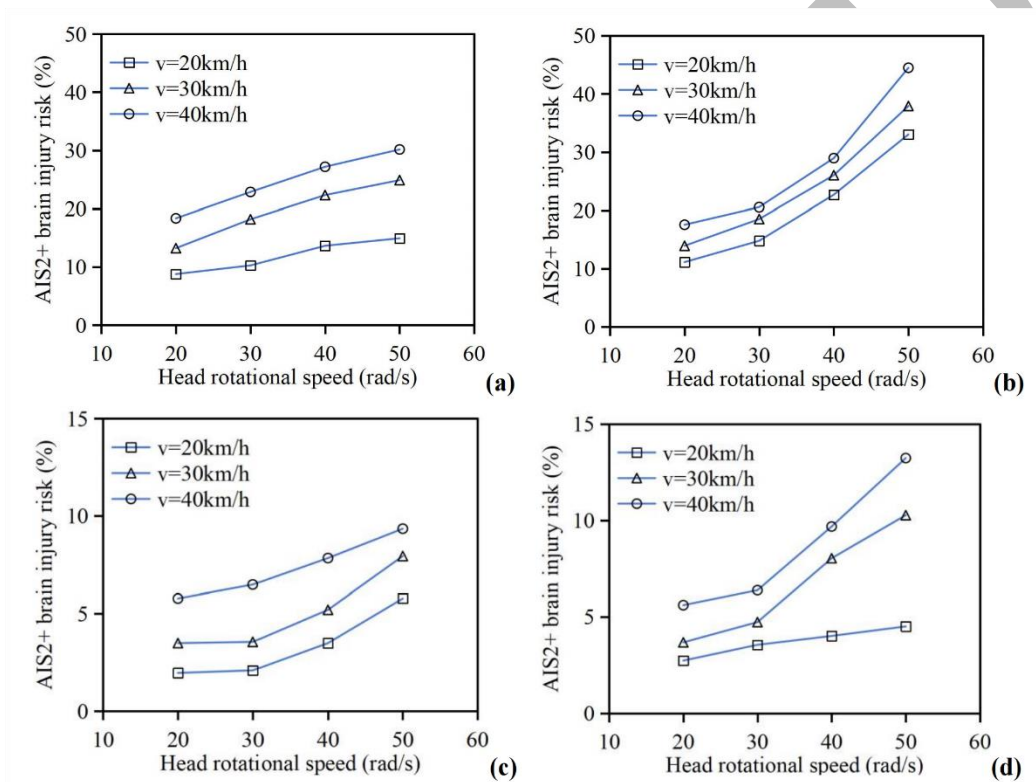 AIS2+ brain injury risk (%)
50
40
30
20
10
0
v=20km/h
v=30km/h
v=40km/h
10 20 30 40 50 60
Head rotational speed (rad/s)
(a)
AIS2+ brain injury risk (%)
50
40
30
20
10
0
v=20km/h
v=30km/h
v=40km/h
10 20 30 40 50 60
Head rotational speed (rad/s)
(b)
AIS2+ brain injury risk (%)
15
10
5
0
v=20km/h
v=30km/h
v=40km/h
10 20 30 40 50 60
Head rotational speed (rad/s)
(c)
AIS2+ brain injury risk (%)
15
10
5
0
v=20km/h
v=30km/h
v=40km/h
10 20 30 40 50 60
Head rotational speed (rad/s)
(d)